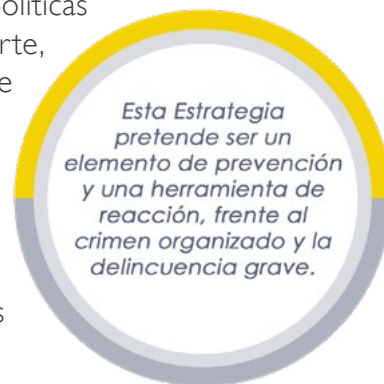 políticas
rte,
e
Esta Estrategia
pretende ser un
elemento de prevención
y una herramienta de
reacción, frente al
crimen organizado y la
delincuencia grave.
s